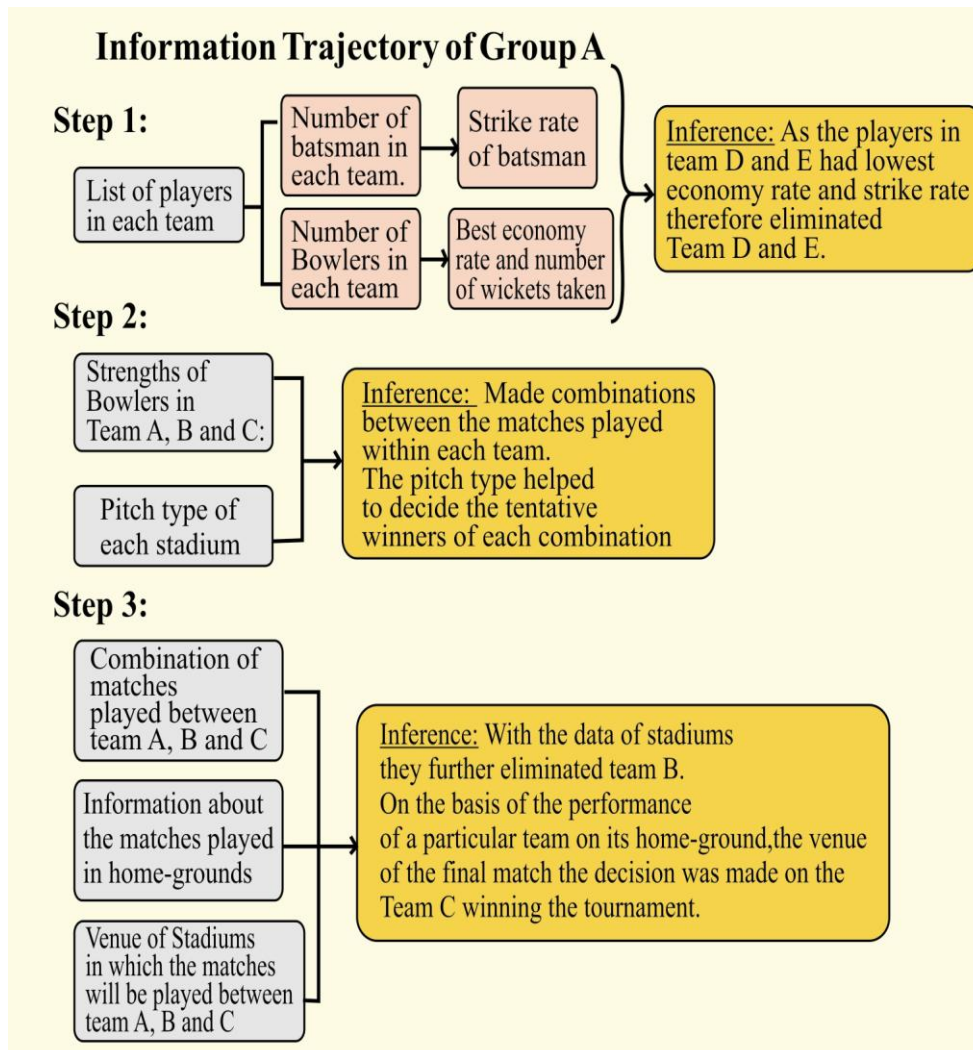 Information Trajectory of Group A
Step 1:
List of players
in each team
Number of
batsman in
each team.
Strike rate
of batsman
Number of
Bowlers in
each team
Best economy
rate and number
of wickets taken
Inference: As the players in
team D and E had lowest
economy rate and strike rate
therefore eliminated
Team D and E.
Step 2:
Strengths of
Bowlers in
Team A, B and C:
Pitch type of
each stadium
Inference: Made combinations
between the matches played
within each team.
The pitch type helped
to decide the tentative
winners of each combination
Step 3:
Combination of
matches
played between
team A, B and C
Information about
the matches played
in home-grounds
Venue of Stadiums
in which the matches
will be played between
team A, B and C
Inference: With the data of stadiums
they further eliminated team B.
On the basis of the performance
of a particular team on its home-ground,the venue
of the final match the decision was made on the
Team C winning the tournament.